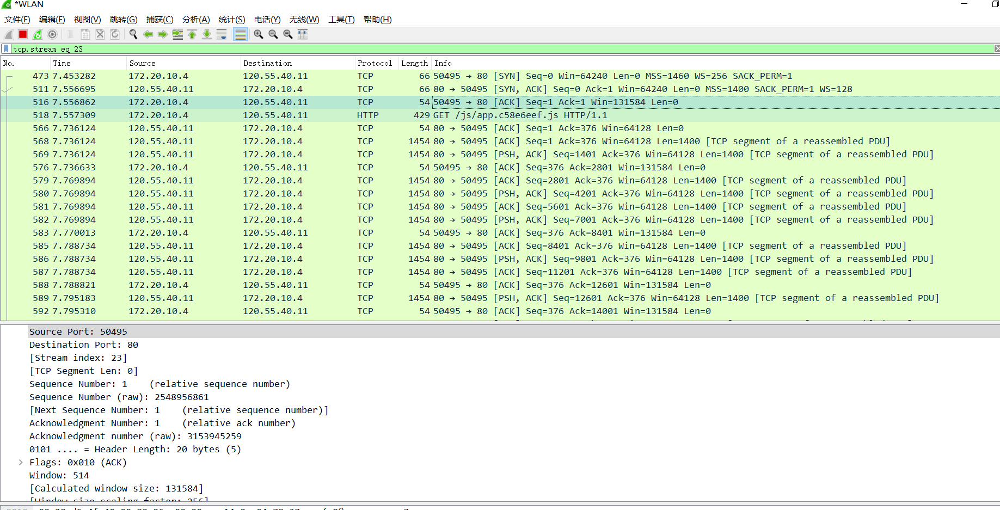 *WLAN
文件(F) 编辑(E) 视图(V) 跳转(G) 捕获(C) 分析(A) 统计(S) 电话(Y) 无线(W) 工具(T) 帮助(H)
tcp.stream eq 23
No. Time Source Destination Protocol Length Info
473 7.453282 172.20.10.4 120.55.40.11 TCP 66 50495 → 80 [SYN] Seq=0 Win=64240 Len=0 MSS=1460 WS=256 SACK_PERM=1
511 7.556695 120.55.40.11 172.20.10.4 TCP 66 80 → 50495 [SYN, ACK] Seq=0 Ack=1 Win=64240 Len=0 MSS=1400 SACK_PERM=1 WS=128
516 7.556862 172.20.10.4 120.55.40.11 TCP 54 50495 → 80 [ACK] Seq=1 Ack=1 Win=131584 Len=0
518 7.557309 172.20.10.4 120.55.40.11 HTTP 429 GET /js/app.c58e6eef.js HTTP/1.1
566 7.736124 120.55.40.11 172.20.10.4 TCP 54 80 → 50495 [ACK] Seq=1 Ack=376 Win=64128 Len=0
568 7.736124 120.55.40.11 172.20.10.4 TCP 1454 80 → 50495 [ACK] Seq=1 Ack=376 Win=64128 Len=1400 [TCP segment of a reassembled PDU]
569 7.736124 120.55.40.11 172.20.10.4 TCP 1454 80 → 50495 [PSH, ACK] Seq=1401 Ack=376 Win=64128 Len=1400 [TCP segment of a reassembled PDU]
576 7.736633 172.20.10.4 120.55.40.11 TCP 54 50495 → 80 [ACK] Seq=376 Ack=2801 Win=131584 Len=0
579 7.769894 120.55.40.11 172.20.10.4 TCP 1454 80 → 50495 [ACK] Seq=2801 Ack=376 Win=64128 Len=1400 [TCP segment of a reassembled PDU]
580 7.769894 120.55.40.11 172.20.10.4 TCP 1454 80 → 50495 [PSH, ACK] Seq=4201 Ack=376 Win=64128 Len=1400 [TCP segment of a reassembled PDU]
581 7.769894 120.55.40.11 172.20.10.4 TCP 1454 80 → 50495 [ACK] Seq=5601 Ack=376 Win=64128 Len=1400 [TCP segment of a reassembled PDU]
582 7.769894 120.55.40.11 172.20.10.4 TCP 1454 80 → 50495 [PSH, ACK] Seq=7001 Ack=376 Win=64128 Len=1400 [TCP segment of a reassembled PDU]
583 7.770013 172.20.10.4 120.55.40.11 TCP 54 50495 → 80 [ACK] Seq=376 Ack=8401 Win=131584 Len=0
585 7.788734 120.55.40.11 172.20.10.4 TCP 1454 80 → 50495 [ACK] Seq=8401 Ack=376 Win=64128 Len=1400 [TCP segment of a reassembled PDU]
586 7.788734 120.55.40.11 172.20.10.4 TCP 1454 80 → 50495 [PSH, ACK] Seq=9801 Ack=376 Win=64128 Len=1400 [TCP segment of a reassembled PDU]
587 7.788734 120.55.40.11 172.20.10.4 TCP 1454 80 → 50495 [ACK] Seq=11201 Ack=376 Win=64128 Len=1400 [TCP segment of a reassembled PDU]
588 7.788821 172.20.10.4 120.55.40.11 TCP 54 50495 → 80 [ACK] Seq=376 Ack=12601 Win=131584 Len=0
589 7.795183 120.55.40.11 172.20.10.4 TCP 1454 80 → 50495 [PSH, ACK] Seq=12601 Ack=376 Win=64128 Len=1400 [TCP segment of a reassembled PDU]
592 7.795310 172.20.10.4 120.55.40.11 TCP 54 50495 → 80 [ACK] Seq=376 Ack=14001 Win=131584 Len=0
Source Port: 50495
Destination Port: 80
[Stream index: 23]
[TCP Segment Len: 0]
Sequence Number: 1 (relative sequence number)
Sequence Number (raw): 2548956861
[Next Sequence Number: 1 (relative sequence number)]
Acknowledgment Number: 1 (relative ack number)
Acknowledgment number (raw): 3153945259
0101 .... = Header Length: 20 bytes (5)
Flags: 0x010 (ACK)
Window: 514
[Calculated window size: 131584]
[Window size scaling factor: 256]